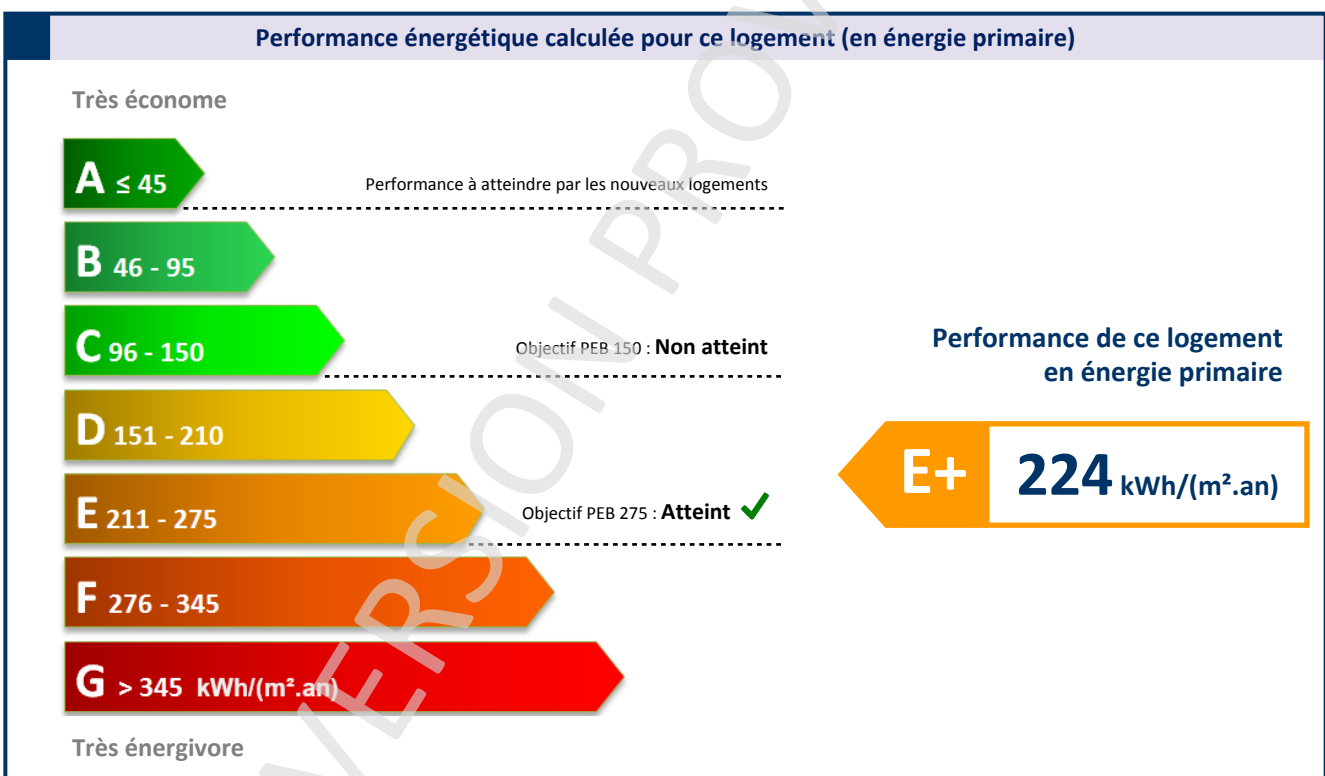 Performance énergétique calculée pour ce logement (en énergie primaire)
Très économe
A ≤ 45
Performance à atteindre par les nouveaux logements
B 46 - 95
C 96 - 150
Objectif PEB 150 : Non atteint
Performance de ce logement
en énergie primaire
D 151 - 210
E+ 224 kWh/(m².an)
E 211 - 275
Objectif PEB 275 : Atteint ✓
F 276 - 345
G > 345 kWh/(m².an)
Très énergivore
VERSION PROV